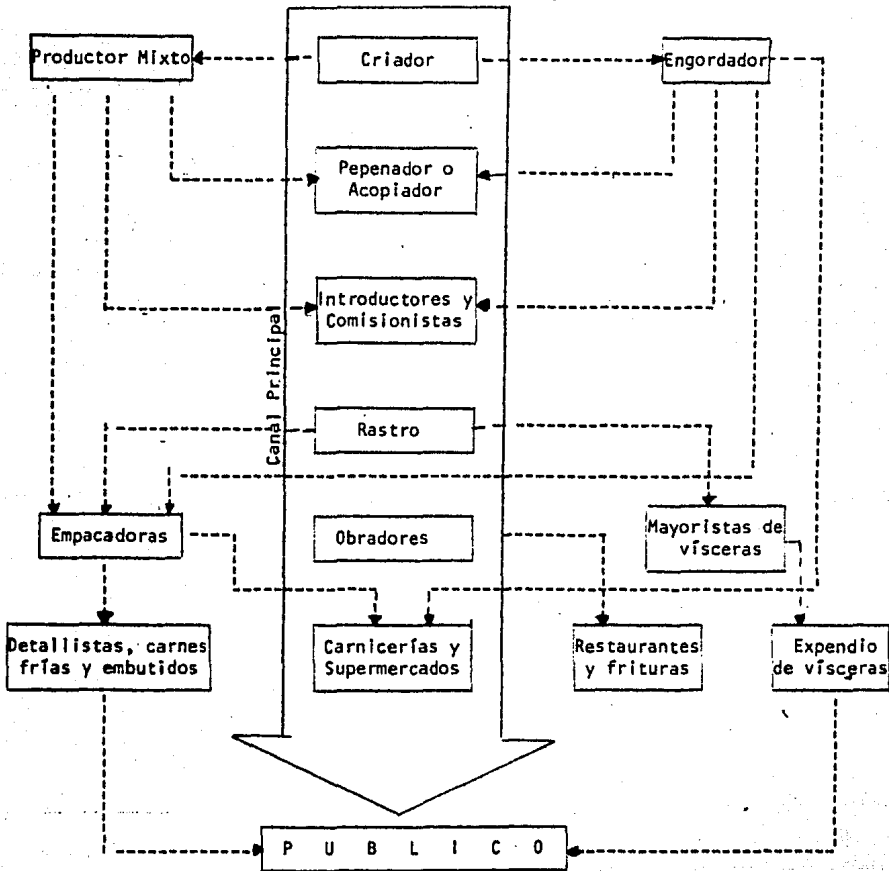 Productor Mixto
Criador
Engordador
Pepenador o
Acopiador
Introductores y
Comisionistas
Canal Principal
Rastro
Empacadoras
Obradores
Mayoristas de
vísceras
Detallistas, carnes
frías y embutidos
Carnicerías y
Supermercados
Restaurantes
y frituras
Expendio
de vísceras
P U B L I C O